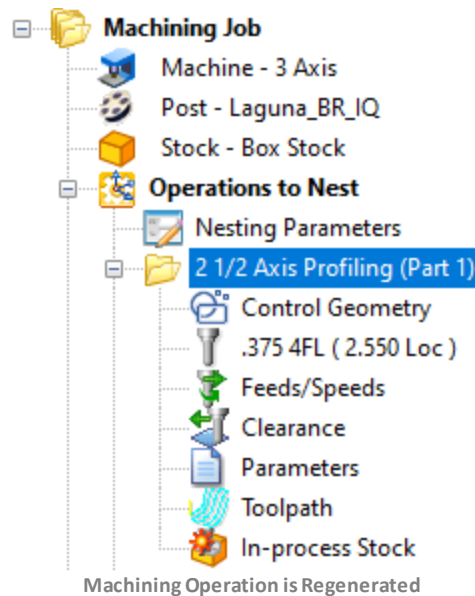 Machining Job
Machine - 3 Axis
Post - Laguna_BR_IQ
Stock - Box Stock
Operations to Nest
Nesting Parameters
2 1/2 Axis Profiling (Part 1)
Control Geometry
.375 4FL ( 2.550 Loc )
Feeds/Speeds
Clearance
Parameters
Toolpath
In-process Stock
Machining Operation is Regenerated